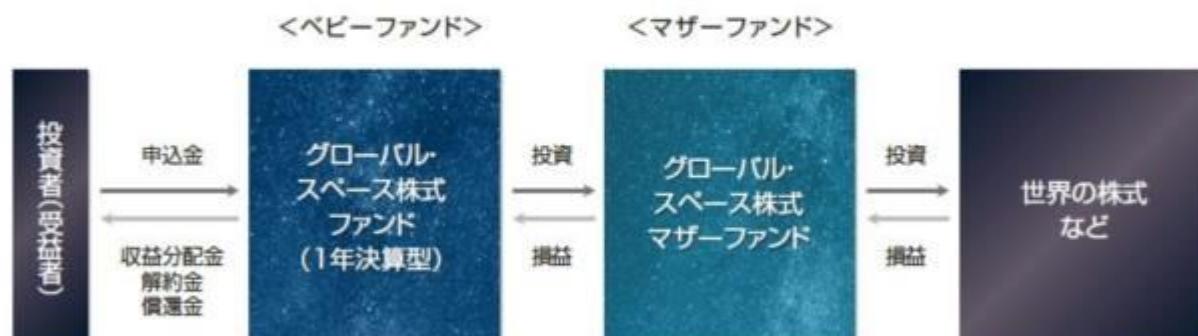 <ベビーファンド>
<マザーファンド>
投資者(受益者)
申込金
収益分配金
解約金
償還金
グローバル・
スペース株式
ファンド
(1年決算型)
投資
損益
グローバル・
スペース株式
マザーファンド
投資
損益
世界の株式
など